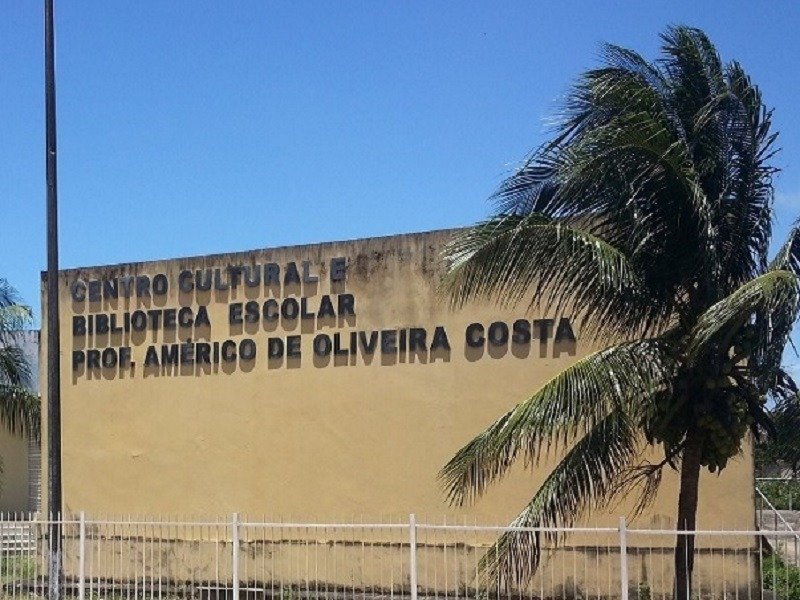 CENTRO CULTURAL E
BIBLIOTECA ESCOLAR
PROF. AMÉRICO DE OLIVEIRA COSTA